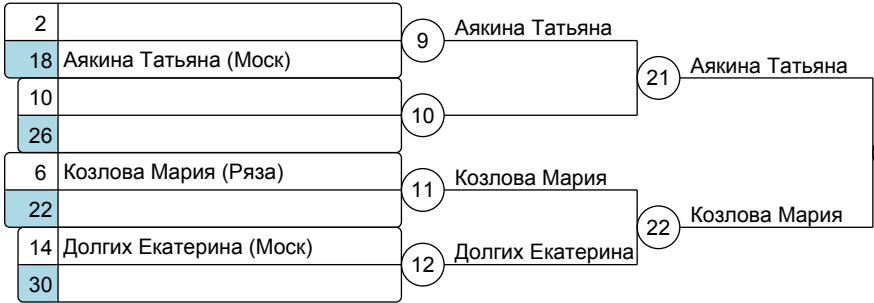 2
18 Аякина Татьяна (Моск)
9 Аякина Татьяна
21 Аякина Татьяна
10
26
10
6 Козлова Мария (Ряза)
22
11 Козлова Мария
22 Козлова Мария
14 Долгих Екатерина (Моск)
30
12 Долгих Екатерина